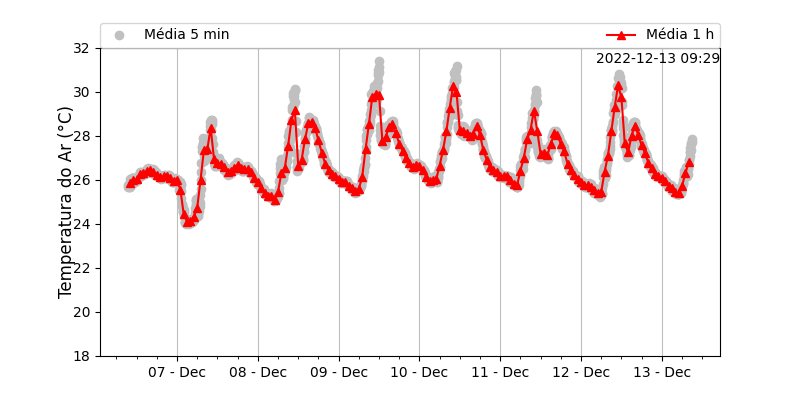 Média 5 min
Média 1 h
2022-12-13 09:29
Temperatura do Ar (°C)
32
30
28
26
24
22
20
18
07 - Dec
08 - Dec
09 - Dec
10 - Dec
11 - Dec
12 - Dec
13 - Dec